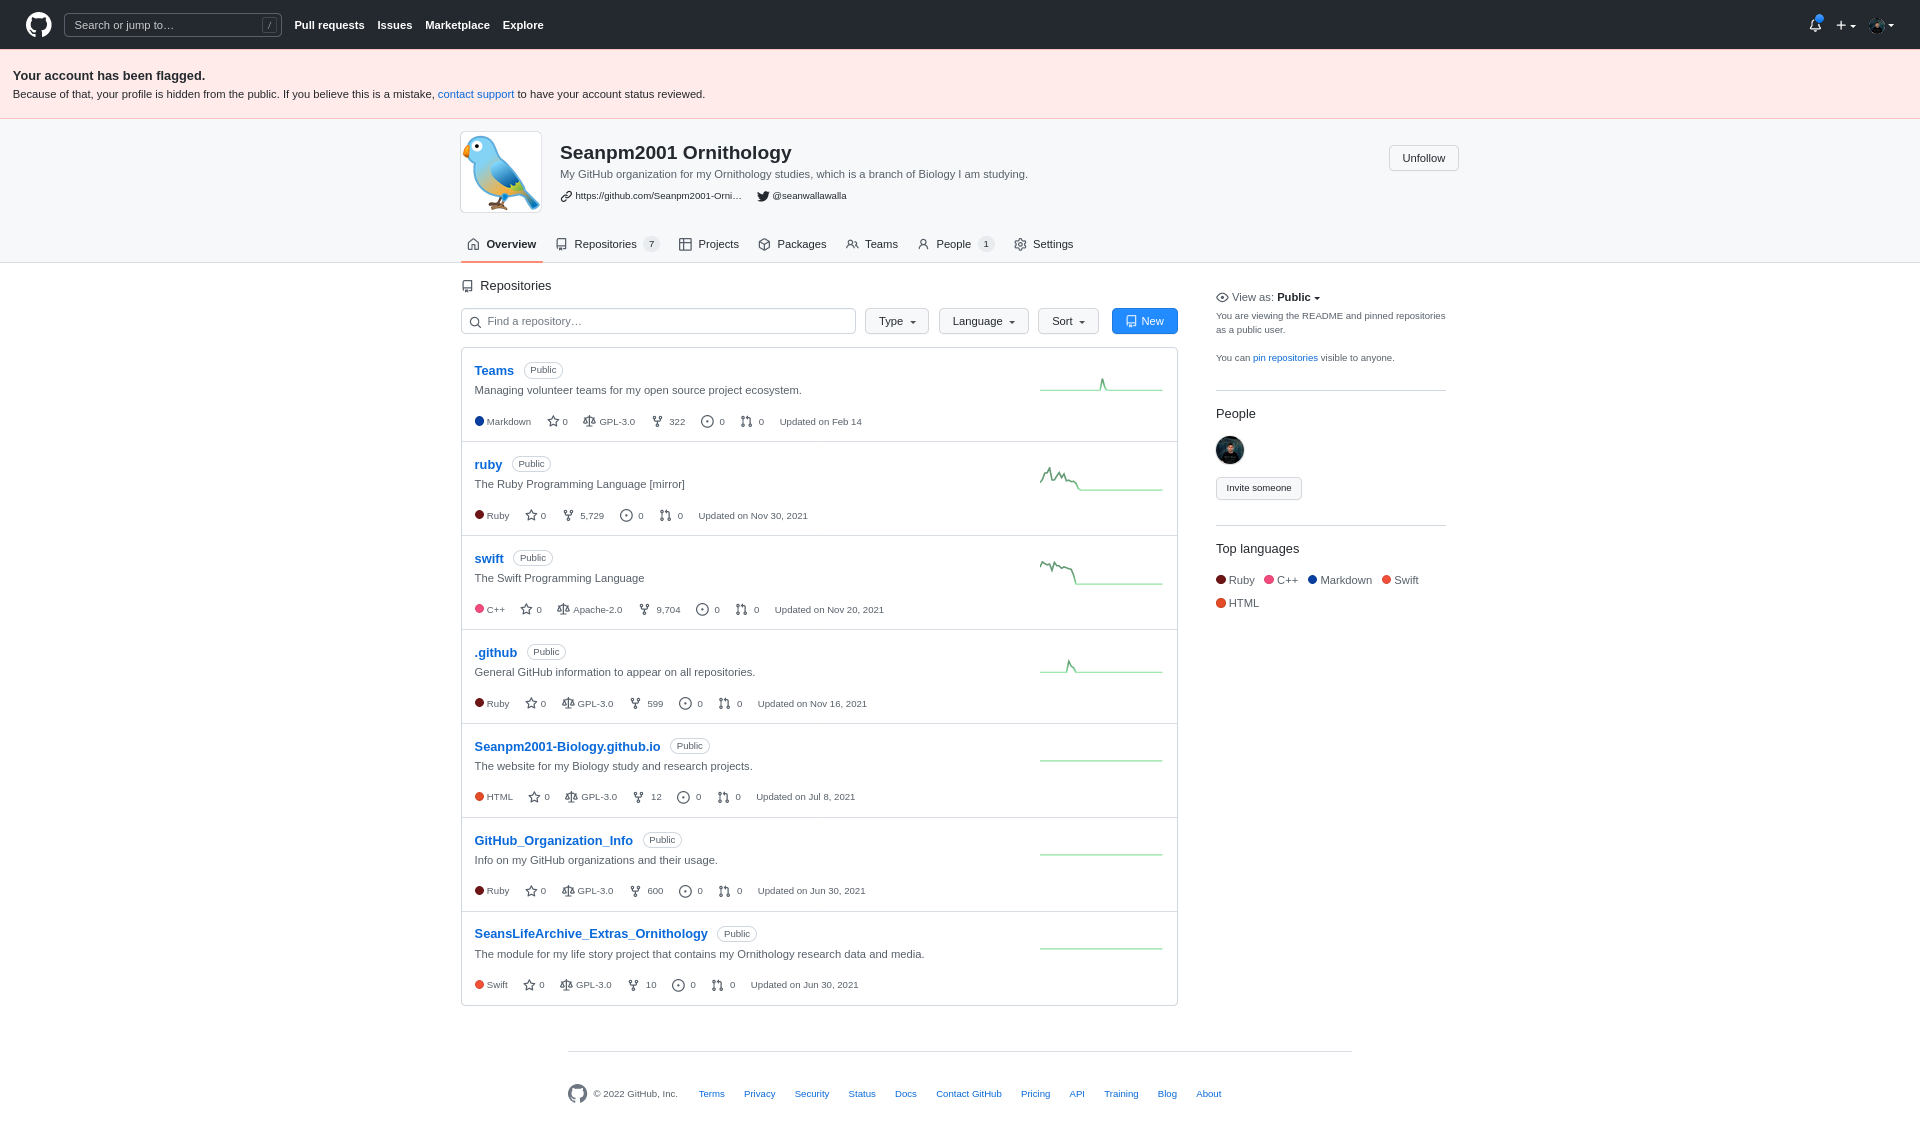 Search or jump to… /
Pull requests Issues Marketplace Explore
Your account has been flagged.
Because of that, your profile is hidden from the public. If you believe this is a mistake, contact support to have your account status reviewed.
Seanpm2001 Ornithology
Unfollow
My GitHub organization for my Ornithology studies, which is a branch of Biology I am studying.
https://github.com/Seanpm2001-Orni… @seanwallawalla
Overview Repositories 7 Projects Packages Teams People 1 Settings
Repositories
Find a repository… Type Language Sort New
Teams Public
Managing volunteer teams for my open source project ecosystem.
Markdown 0 GPL-3.0 322 0 0 Updated on Feb 14
ruby Public
The Ruby Programming Language [mirror]
Ruby 0 5,729 0 0 Updated on Nov 30, 2021
swift Public
The Swift Programming Language
C++ 0 Apache-2.0 9,704 0 0 Updated on Nov 20, 2021
.github Public
General GitHub information to appear on all repositories.
Ruby 0 GPL-3.0 599 0 0 Updated on Nov 16, 2021
Seanpm2001-Biology.github.io Public
The website for my Biology study and research projects.
HTML 0 GPL-3.0 12 0 0 Updated on Jul 8, 2021
GitHub_Organization_Info Public
Info on my GitHub organizations and their usage.
Ruby 0 GPL-3.0 600 0 0 Updated on Jun 30, 2021
SeansLifeArchive_Extras_Ornithology Public
The module for my life story project that contains my Ornithology research data and media.
Swift 0 GPL-3.0 10 0 0 Updated on Jun 30, 2021
View as: Public
You are viewing the README and pinned repositories
as a public user.
You can pin repositories visible to anyone.
People
Invite someone
Top languages
Ruby C++ Markdown Swift
HTML
© 2022 GitHub, Inc. Terms Privacy Security Status Docs Contact GitHub Pricing API Training Blog About